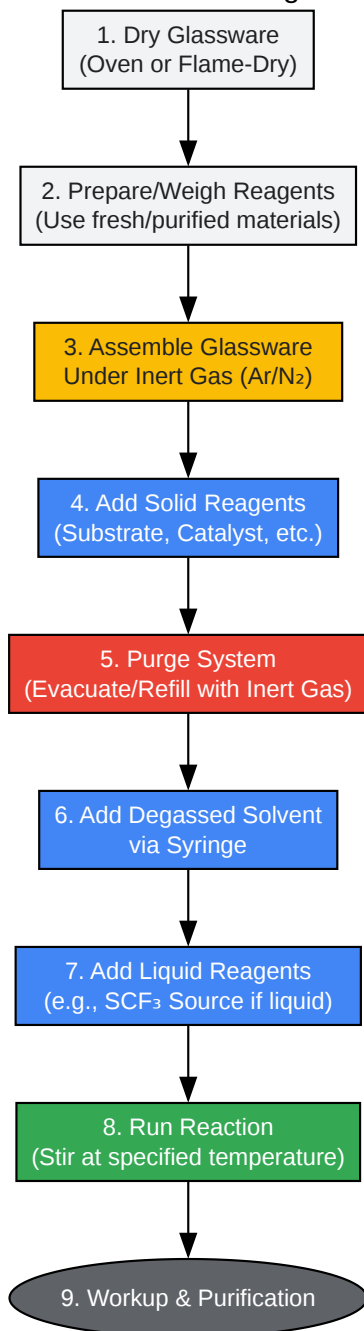 1. Dry Glassware
(Oven or Flame-Dry)
2. Prepare/Weigh Reagents
(Use fresh/purified materials)
3. Assemble Glassware
Under Inert Gas (Ar/N₂)
4. Add Solid Reagents
(Substrate, Catalyst, etc.)
5. Purge System
(Evacuate/Refill with Inert Gas)
6. Add Degassed Solvent
via Syringe
7. Add Liquid Reagents
(e.g., SCF₃ Source if liquid)
8. Run Reaction
(Stir at specified temperature)
9. Workup & Purification